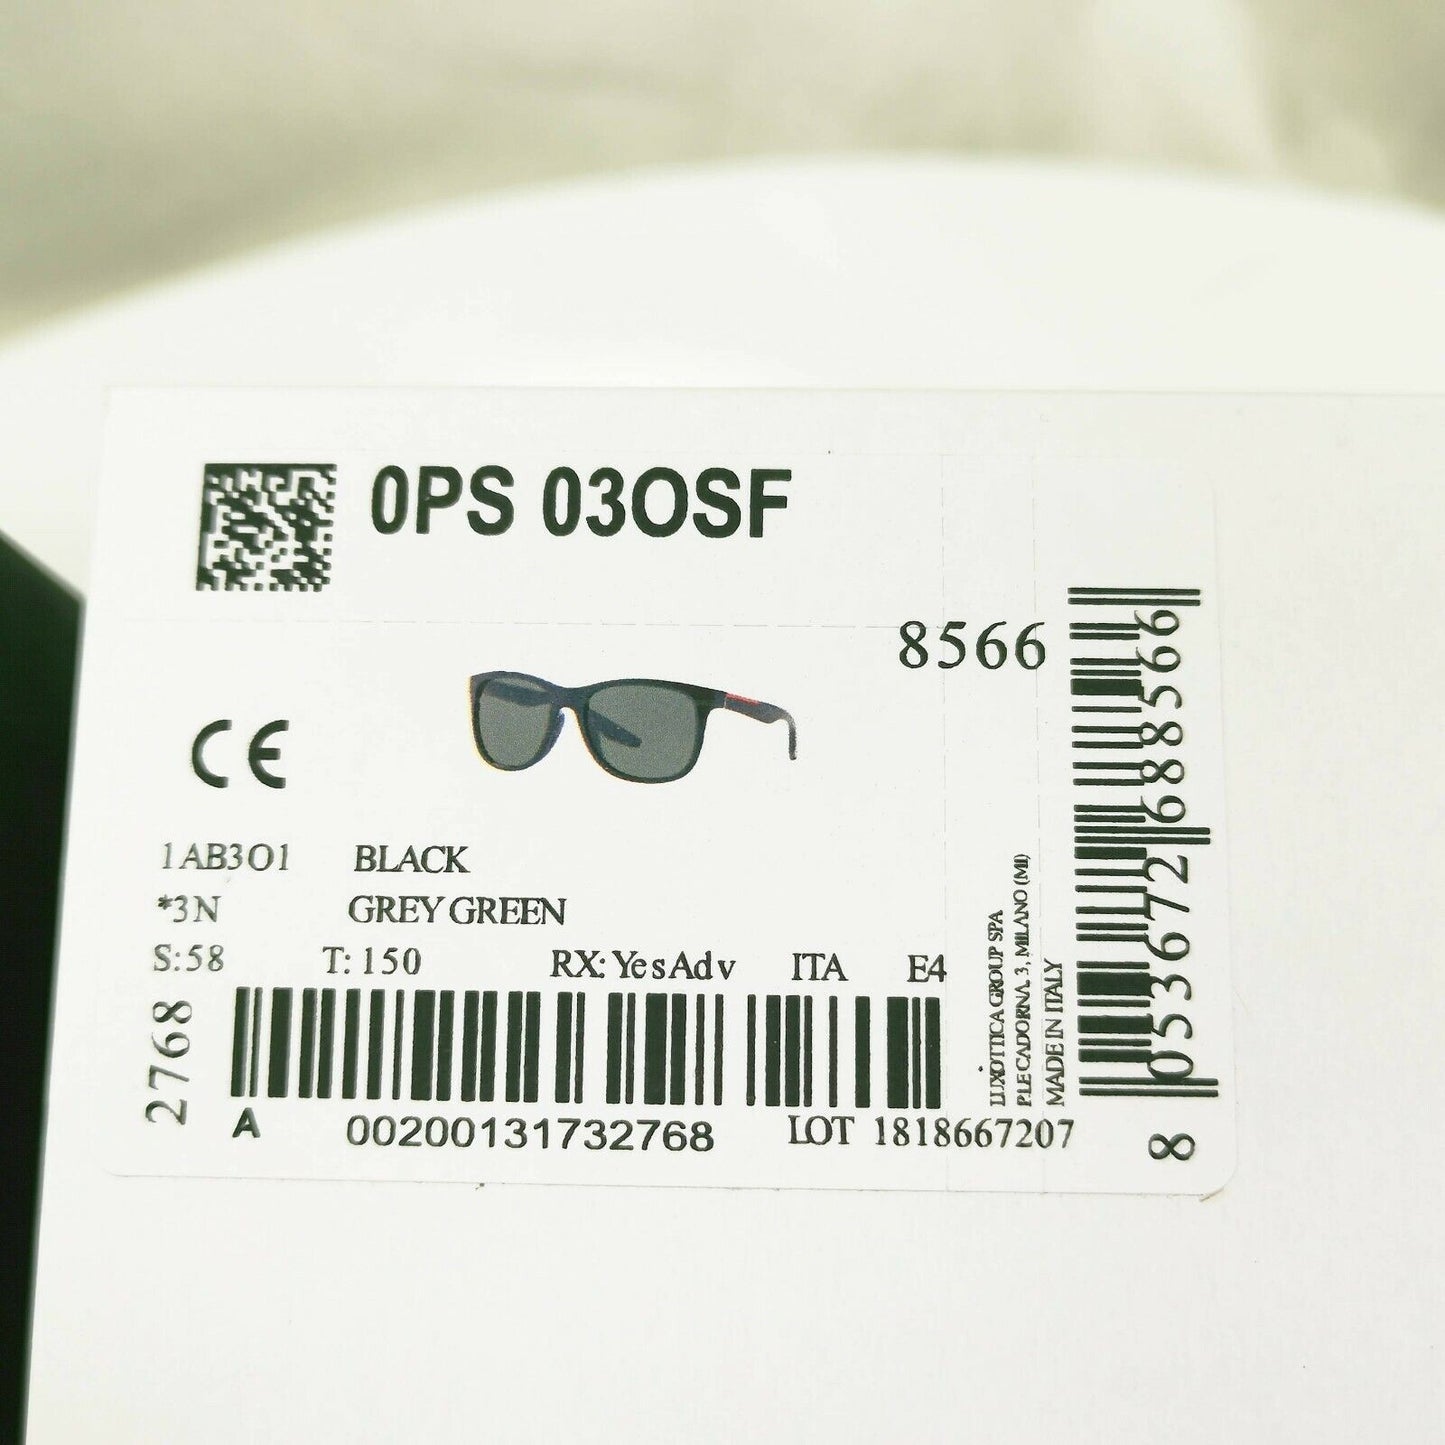 0PS 03OSF
8566
CE
1AB3O1 BLACK
*3N GREY GREEN
S:58 T: 150 RX: YesAdv ITA E4
2768
A 00200131732768 LOT 1818667207
LUXOTTICA GROUP SPA
P.LE CADORNA, 3, MILANO (MI)
MADE IN ITALY
8 053672 688566